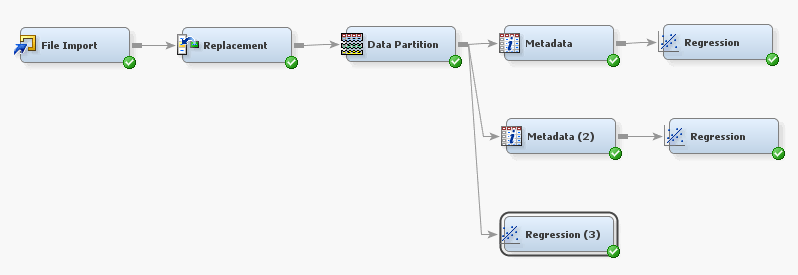 File Import
Replacement
Data Partition
Metadata
Regression
Metadata (2)
Regression
Regression (3)